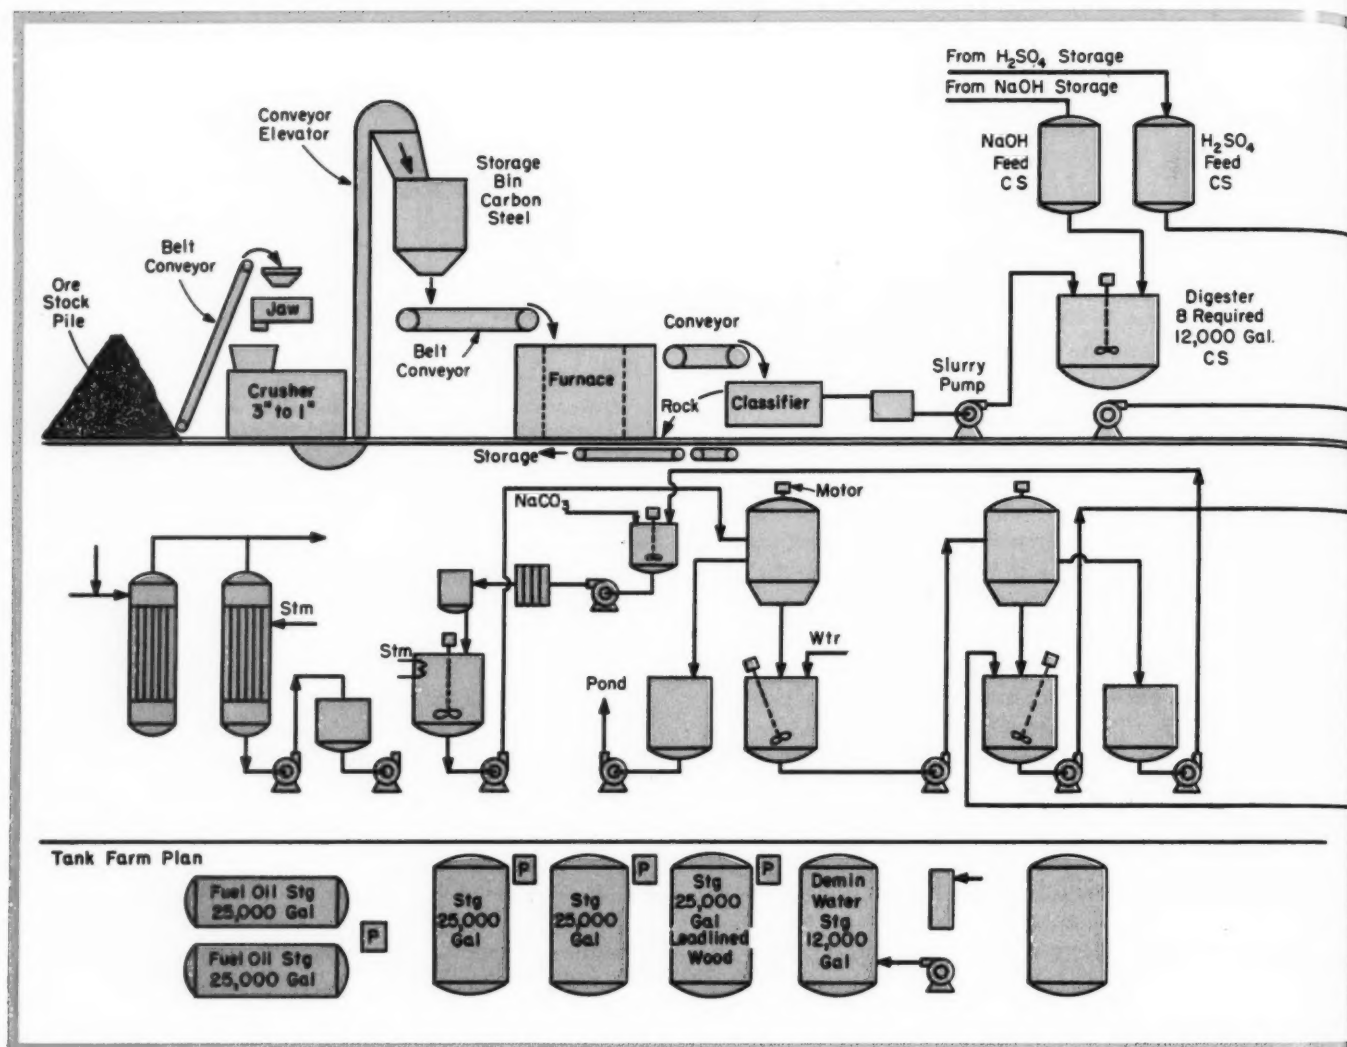 From H₂SO₄ Storage
From NaOH Storage
Conveyor
Elevator
Storage
Bin
Carbon
Steel
NaOH
Feed
CS
H₂SO₄
Feed
CS
Belt
Conveyor
Ore
Stock
Pile
Jaw
Crusher
3" to 1"
Belt
Conveyor
Furnace
Conveyor
Rock
Classifier
Slurry
Pump
Digester
8 Required
12,000 Gal.
CS
Storage
NaCO₃
Motor
Stm
Stm
Wtr
Pond
Tank Farm Plan
Fuel Oil Stg
25,000 Gal
Fuel Oil Stg
25,000 Gal
P
Stg
25,000
Gal
P
Stg
25,000
Gal
P
Stg
25,000
Gal
Leadlined
Wood
P
Demin
Water
Stg
12,000
Gal